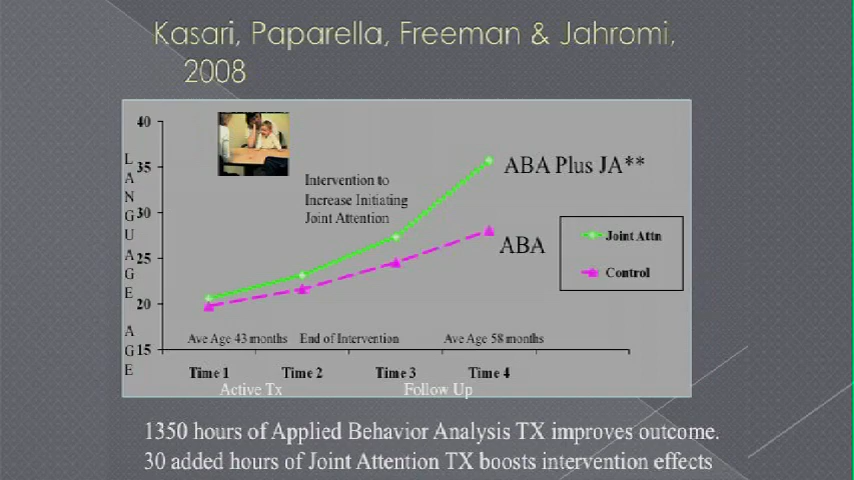 Kasari, Paparella, Freeman & Jahromi,
2008
LANGUAGE AGE
40
35
30
25
20
15
Intervention to
Increase Initiating
Joint Attention
ABA Plus JA**
ABA
Joint Attn
Control
Ave Age 43 months End of Intervention Ave Age 58 months
Time 1 Time 2 Time 3 Time 4
Active Tx Follow Up
1350 hours of Applied Behavior Analysis TX improves outcome.
30 added hours of Joint Attention TX boosts intervention effects